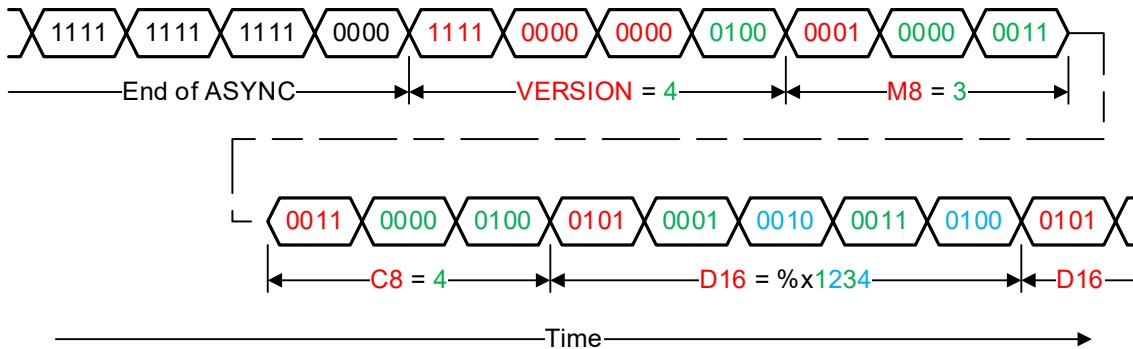 1111 1111 1111 0000 1111 0000 0000 0100 0001 0000 0011
End of ASYNC VERSION = 4 M8 = 3
0011 0000 0100 0101 0001 0010 0011 0100 0101
C8 = 4 D16 = %x1234 D16
Time